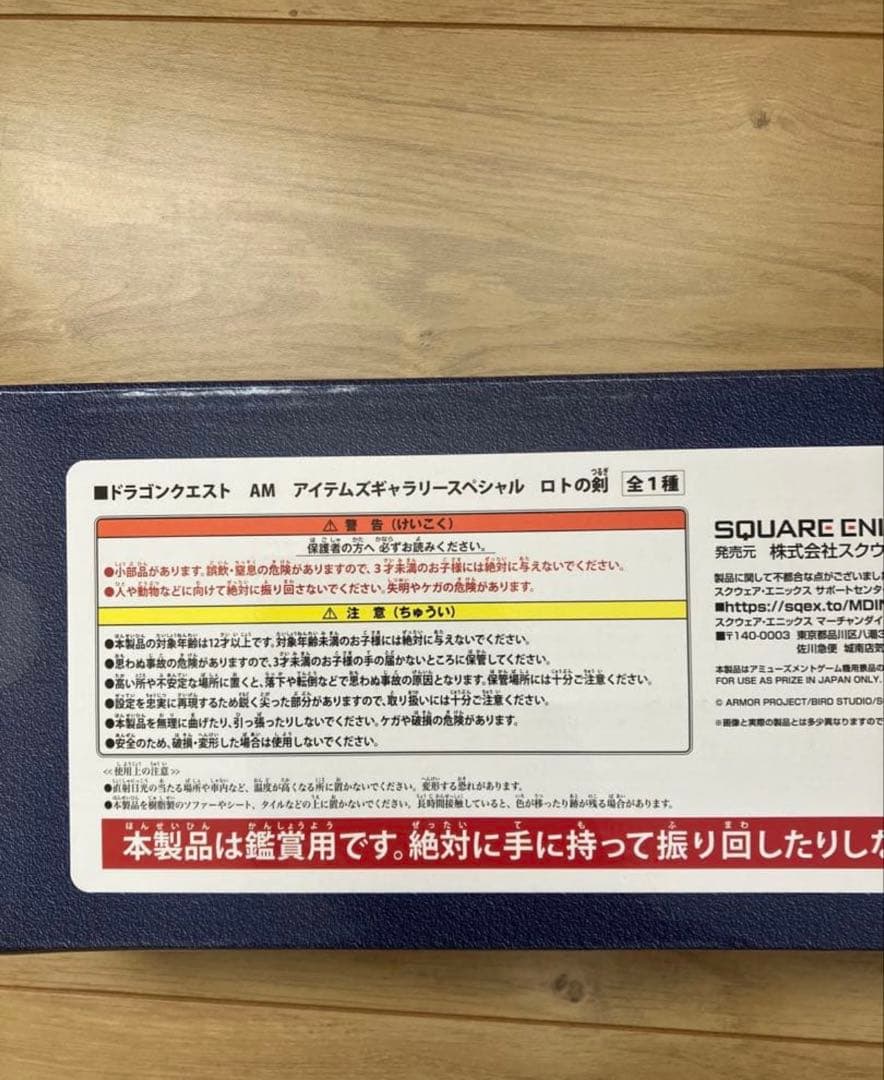 ■ドラゴンクエスト AM アイテムズギャラリースペシャル ロトの剣 全1種
⚠ 警 告 (けいこく)
保護者の方へ 必ずお読みください。
●小部品があります。誤飲・窒息の危険がありますので、3才未満のお子様には絶対に与えないでください。
●人や動物などに向けて絶対に振り回さないでください。失明やケガの危険があります。
⚠ 注 意 (ちゅうい)
●本製品の対象年齢は12才以上です。対象年齢未満のお子様には絶対に与えないでください。
●思わぬ事故の危険がありますので、3才未満のお子様の手の届かないところに保管してください。
●高い所や不安定な場所に置くと、落下や転倒などで思わぬ事故の原因となります。保管場所には十分ご注意ください。
●設定を忠実に再現するため鋭く尖った部分がありますので、取り扱いには十分ご注意ください。
●本製品を無理に曲げたり、引っ張ったりしないでください。ケガや破損の危険があります。
●安全のため、破損・変形した場合は使用しないでください。
≪使用上の注意≫
●直射日光の当たる場所や車内など、温度が高くなる所に置かないでください。変形する恐れがあります。
●本製品を樹脂製のソファーやシート、タイルなどの上に置かないでください。長時間接触していると、色が移ったり跡が残る場合があります。
本製品は鑑賞用です。絶対に手に持って振り回したりしな
SQUARE ENI
発売元 株式会社スクウ
製品に関して不都合な点がございまし
スクウェア・エニックス サポートセンタ
■https://sqex.to/MDIN
スクウェア・エニックス マーチャンダイ
■〒140-0003 東京都品川区八潮3
佐川急便 城南店気
本製品はアミューズメントゲーム機用景品の
FOR USE AS PRIZE IN JAPAN ONLY.
© ARMOR PROJECT/BIRD STUDIO/S
※画像と実際の製品とは多少異なりますので